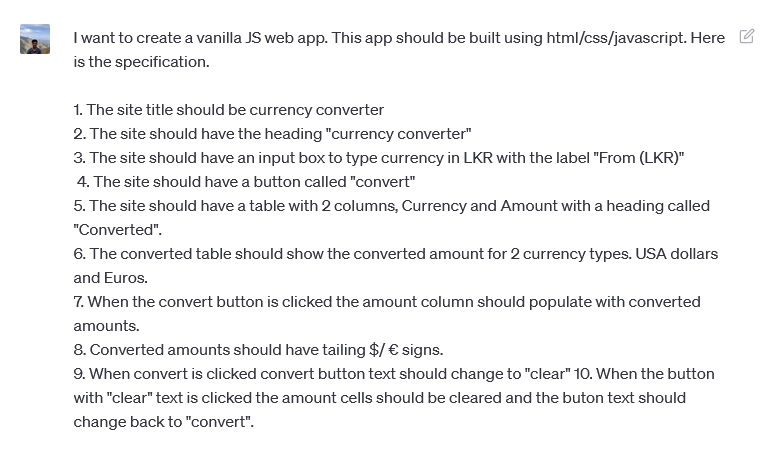 I want to create a vanilla JS web app. This app should be built using html/css/javascript. Here
is the specification.
1. The site title should be currency converter
2. The site should have the heading "currency converter"
3. The site should have an input box to type currency in LKR with the label "From (LKR)"
4. The site should have a button called "convert"
5. The site should have a table with 2 columns, Currency and Amount with a heading called
"Converted".
6. The converted table should show the converted amount for 2 currency types. USA dollars
and Euros.
7. When the convert button is clicked the amount column should populate with converted
amounts.
8. Converted amounts should have tailing $/ € signs.
9. When convert is clicked convert button text should change to "clear" 10. When the button
with "clear" text is clicked the amount cells should be cleared and the buton text should
change back to "convert".